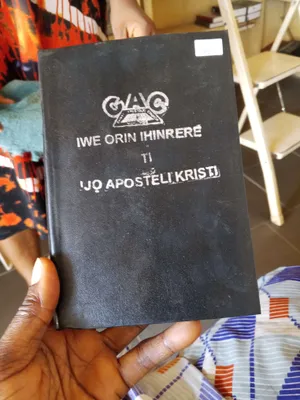 CAC
IWE ORIN IHINRERE
TI
IJỌ APOSTELI KRISTI